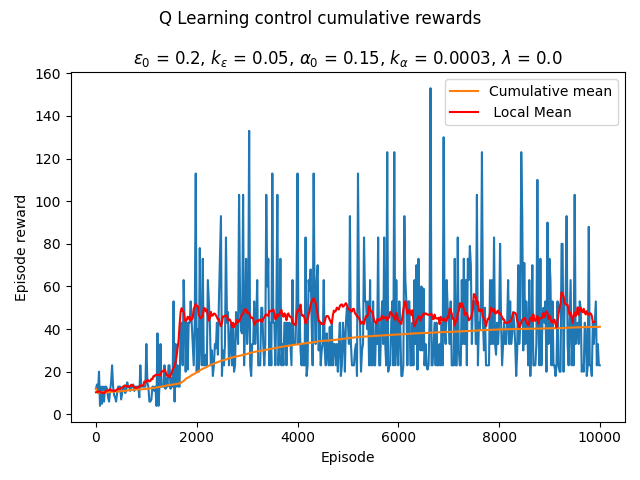 Q Learning control cumulative rewards
ε₀ = 0.2, kε = 0.05, α₀ = 0.15, kα = 0.0003, λ = 0.0
160
140
120
100
80
60
40
20
0
Episode reward
Cumulative mean
Local Mean
0
2000
4000
6000
8000
10000
Episode